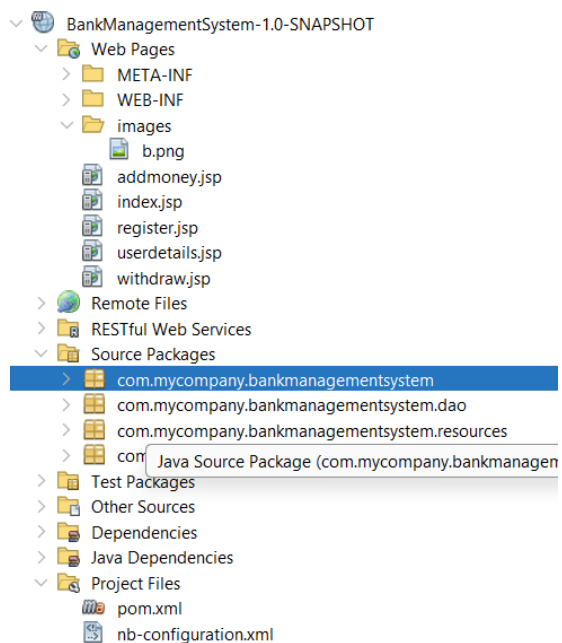 BankManagementSystem-1.0-SNAPSHOT
Web Pages
META-INF
WEB-INF
images
b.png
addmoney.jsp
index.jsp
register.jsp
userdetails.jsp
withdraw.jsp
Remote Files
RESTful Web Services
Source Packages
com.mycompany.bankmanagementsystem
com.mycompany.bankmanagementsystem.dao
com.mycompany.bankmanagementsystem.resources
com
Java Source Package (com.mycompany.bankmanagem
Test Packages
Other Sources
Dependencies
Java Dependencies
Project Files
pom.xml
nb-configuration.xml